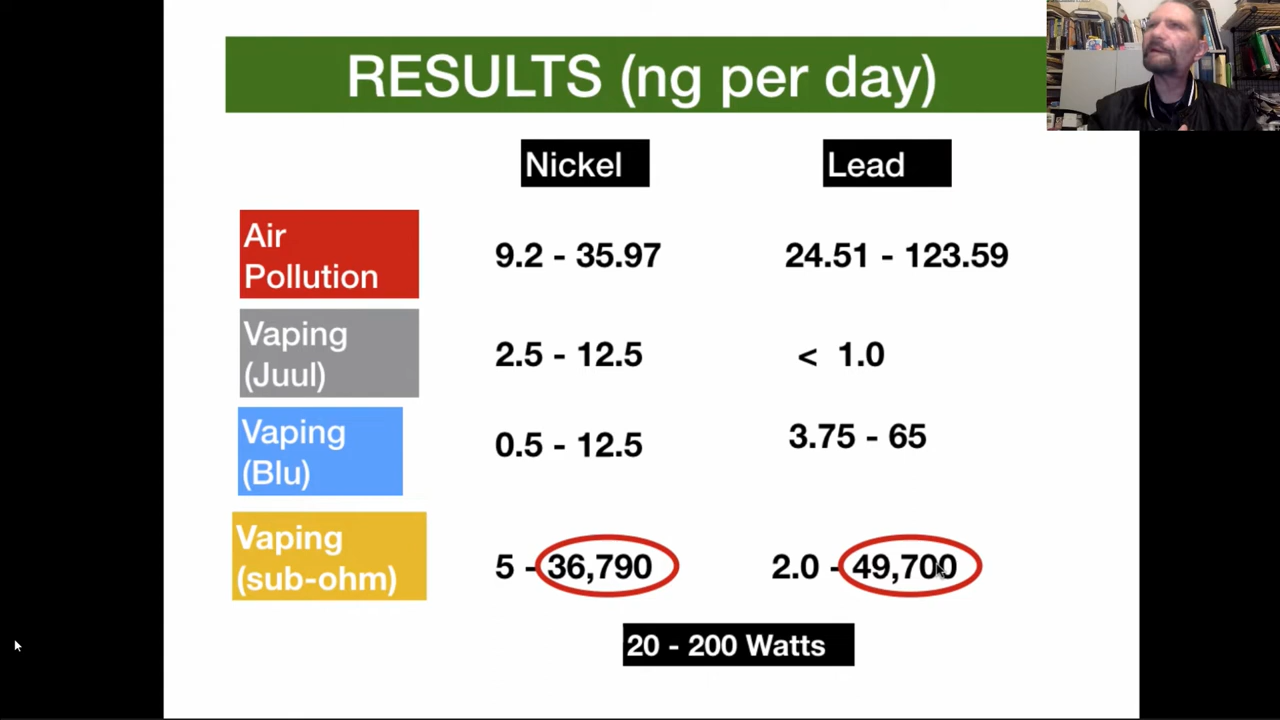 RESULTS (ng per day)
Nickel
Lead
Air
Pollution
9.2 - 35.97
24.51 - 123.59
Vaping
(Juul)
2.5 - 12.5
< 1.0
Vaping
(Blu)
0.5 - 12.5
3.75 - 65
Vaping
(sub-ohm)
5 - 36,790
2.0 - 49,700
20 - 200 Watts